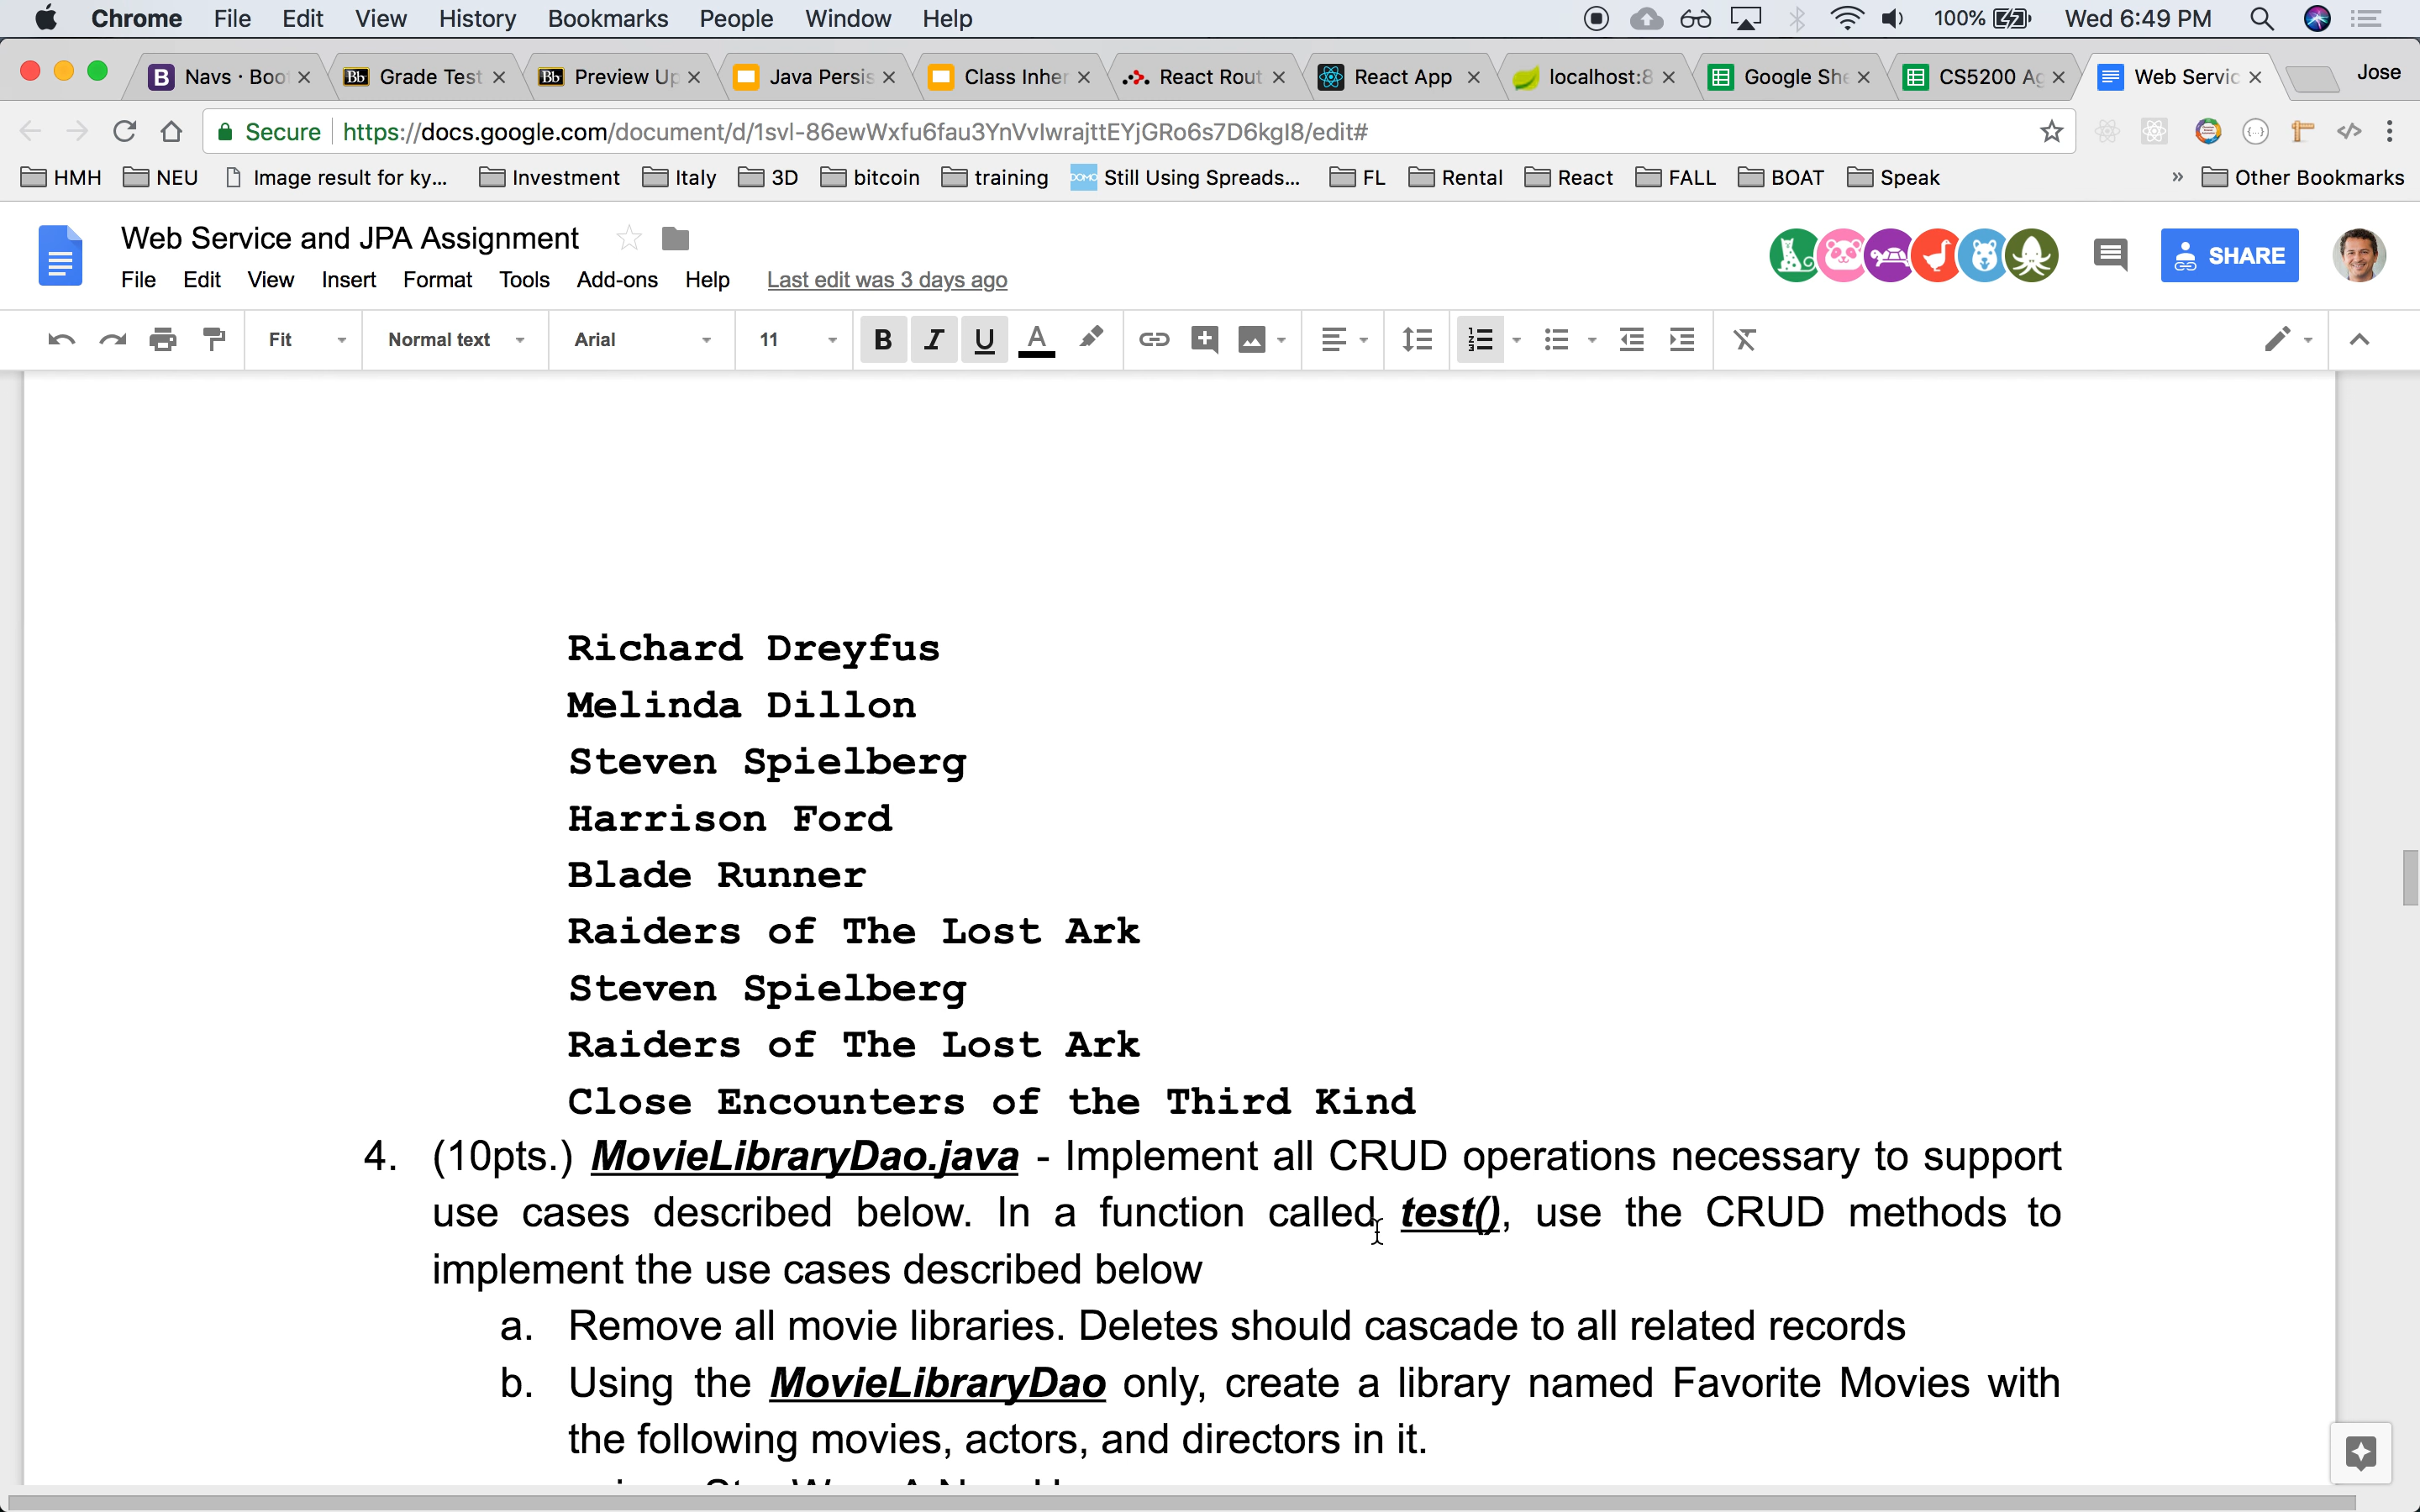 Chrome File Edit View History Bookmarks People Window Help 100% Wed 6:49 PM
Navs · Boo Grade Test Preview Up Java Persis Class Inher React Rout React App localhost:8 Google She CS5200 Ag Web Servic Jose
Secure https://docs.google.com/document/d/1svl-86ewWxfu6fau3YnVvlwrajttEYjGRo6s7D6kgl8/edit#
HMH NEU Image result for ky... Investment Italy 3D bitcoin training DOMO Still Using Spreads... FL Rental React FALL BOAT Speak » Other Bookmarks
Web Service and JPA Assignment
File Edit View Insert Format Tools Add-ons Help Last edit was 3 days ago
SHARE
Fit Normal text Arial 11 B I U A
Richard Dreyfus
Melinda Dillon
Steven Spielberg
Harrison Ford
Blade Runner
Raiders of The Lost Ark
Steven Spielberg
Raiders of The Lost Ark
Close Encounters of the Third Kind
4. (10pts.) MovieLibraryDao.java - Implement all CRUD operations necessary to support
use cases described below. In a function called test(), use the CRUD methods to
implement the use cases described below
a. Remove all movie libraries. Deletes should cascade to all related records
b. Using the MovieLibraryDao only, create a library named Favorite Movies with
the following movies, actors, and directors in it.